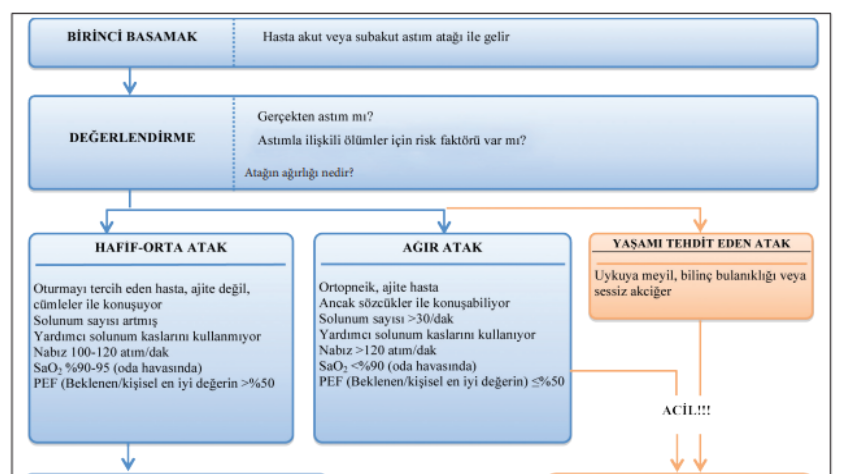 BİRİNCİ BASAMAK
Hasta akut veya subakut astım atağı ile gelir
DEĞERLENDİRME
Gerçekten astım mı?
Astımla ilişkili ölümler için risk faktörü var mı?
Atağın ağırlığı nedir?
HAFİF-ORTA ATAK
Oturmayı tercih eden hasta, ajite değil,
cümleler ile konuşuyor
Solunum sayısı artmış
Yardımcı solunum kaslarını kullanmıyor
Nabız 100-120 atım/dak
SaO₂ %90-95 (oda havasında)
PEF (Beklenen/kişisel en iyi değerin >%50
AĞIR ATAK
Ortopneik, ajite hasta
Ancak sözcükler ile konuşabiliyor
Solunum sayısı >30/dak
Yardımcı solunum kaslarını kullanıyor
Nabız >120 atım/dak
SaO₂ <%90 (oda havasında)
PEF (Beklenen/kişisel en iyi değerin) ≤%50
YAŞAMI TEHDİT EDEN ATAK
Uykuya meyil, bilinç bulanıklığı veya
sessiz akciğer
ACİL!!!